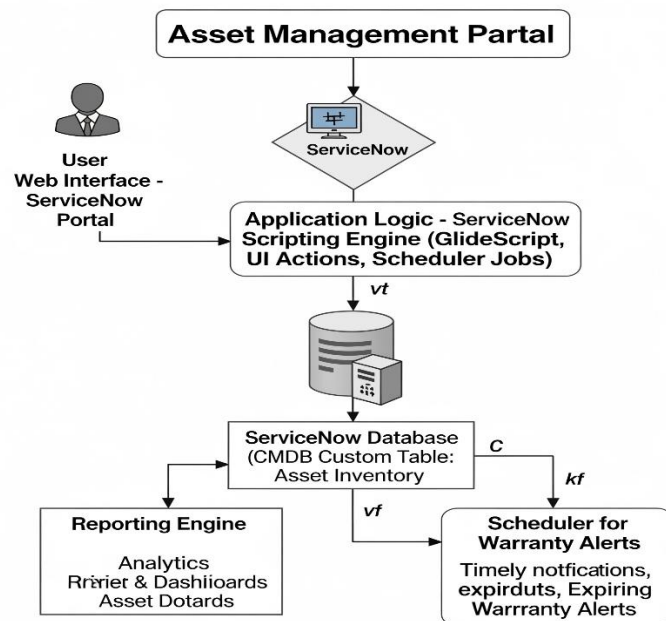 Asset Management Partal
ServiceNow
User
Web Interface -
ServiceNow
Portal
Application Logic - ServiceNow
Scripting Engine (GlideScript,
UI Actions, Scheduler Jobs)
vt
ServiceNow Database
(CMDB Custom Table:
Asset Inventory
C
kf
vf
Reporting Engine
Analytics
& Dashlioards
Asset Dotards
Scheduler for
Warranty Alerts
Timely notfications,
expirduts, Expiring
Warrranty Alerts